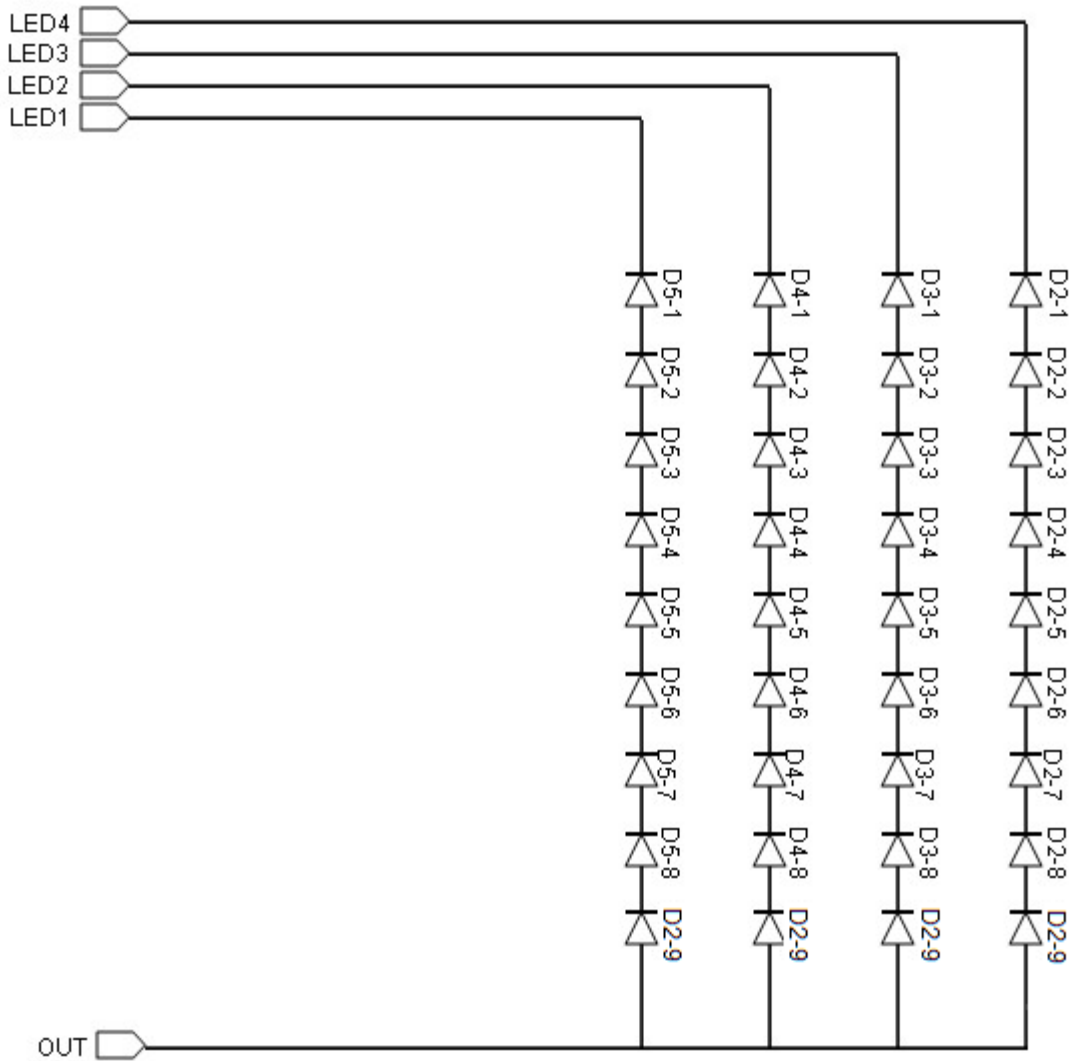 LED4
LED3
LED2
LED1
D5-1
D4-1
D3-1
D2-1
D5-2
D4-2
D3-2
D2-2
D5-3
D4-3
D3-3
D2-3
D5-4
D4-4
D3-4
D2-4
D5-5
D4-5
D3-5
D2-5
D5-6
D4-6
D3-6
D2-6
D5-7
D4-7
D3-7
D2-7
D5-8
D4-8
D3-8
D2-8
D2-9
D2-9
D2-9
D2-9
OUT